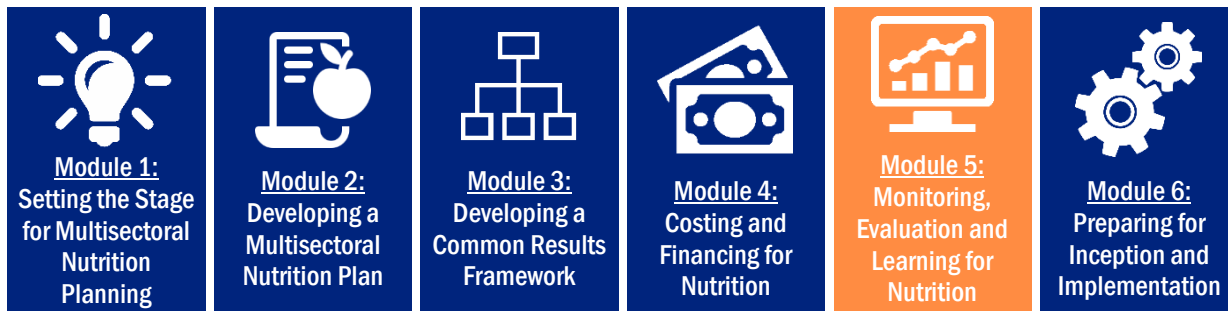 Module 1:
Setting the Stage
for Multisectoral
Nutrition
Planning
Module 2:
Developing a
Multisectoral
Nutrition Plan
Module 3:
Developing a
Common Results
Framework
Module 4:
Costing and
Financing for
Nutrition
Module 5:
Monitoring,
Evaluation and
Learning for
Nutrition
Module 6:
Preparing for
Inception and
Implementation